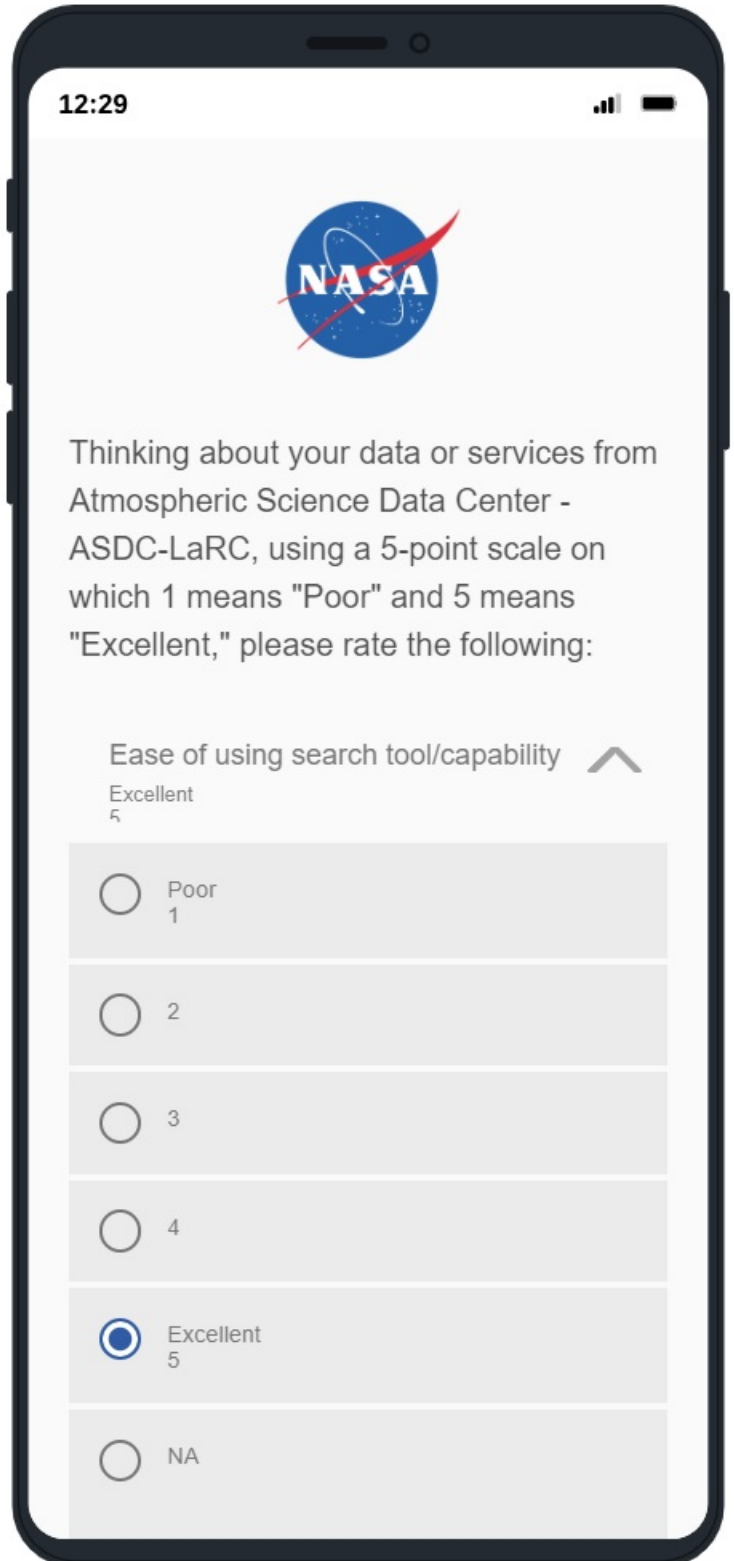 12:29
NASA
Thinking about your data or services from
Atmospheric Science Data Center -
ASDC-LaRC, using a 5-point scale on
which 1 means "Poor" and 5 means
"Excellent," please rate the following:
Ease of using search tool/capability
Excellent
5
Poor
1
2
3
4
Excellent
5
NA